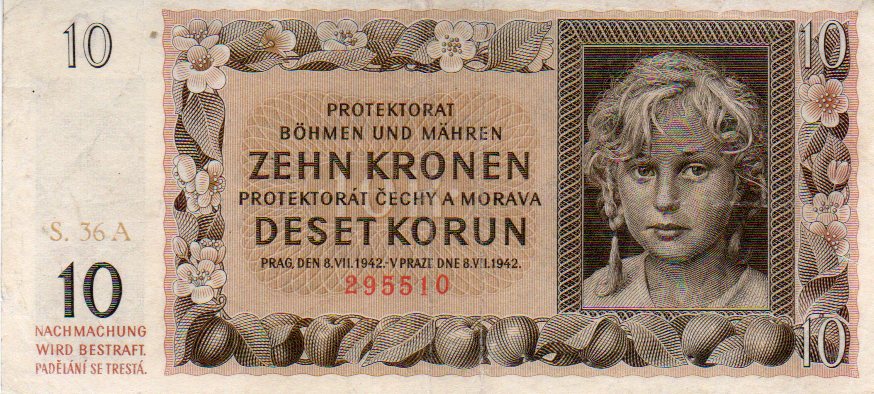 10
10
PROTEKTORAT
BÖHMEN UND MÄHREN
ZEHN KRONEN
PROTEKTORÁT ČECHY A MORAVA
DESET KORUN
PRAG, DEN 8.VII.1942.-V PRAZE DNE 8.VII.1942.
295510
S. 36 A
10
NACHMACHUNG
WIRD BESTRAFT.
PADĚLÁNÍ SE TRESTÁ.
10